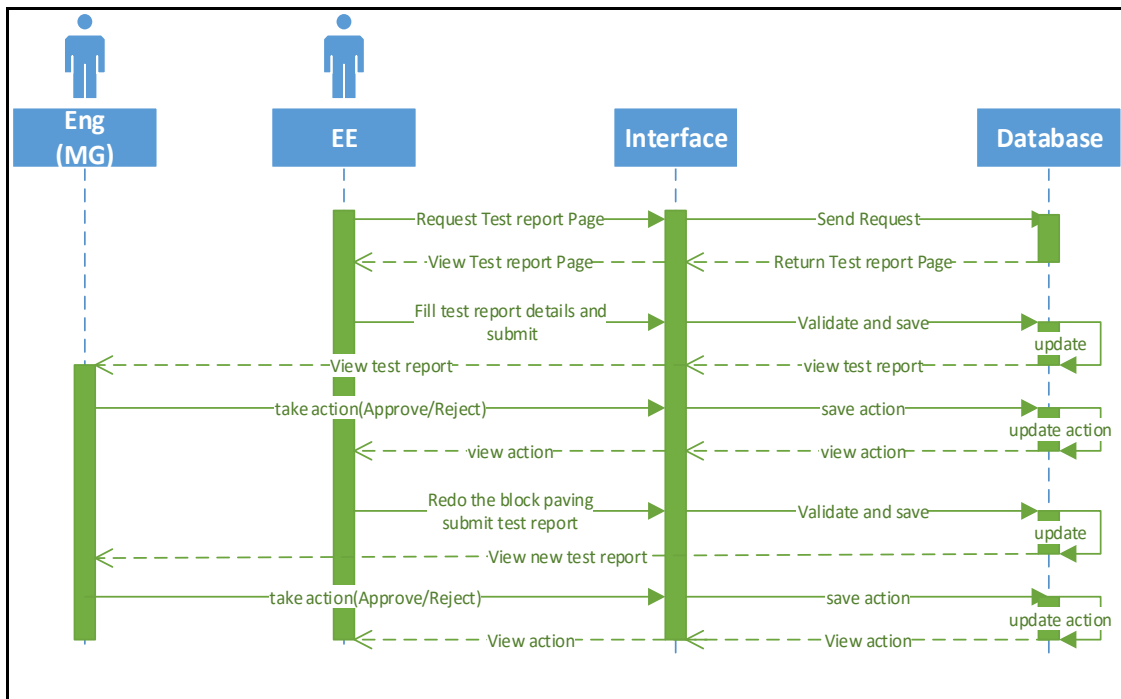 Eng
(MG)
EE
Interface
Database
Request Test report Page
Send Request
View Test report Page
Return Test report Page
Fill test report details and
submit
Validate and save
update
View test report
view test report
take action(Approve/Reject)
save action
update action
view action
view action
Redo the block paving
submit test report
Validate and save
update
View new test report
take action(Approve/Reject)
save action
update action
View action
View action